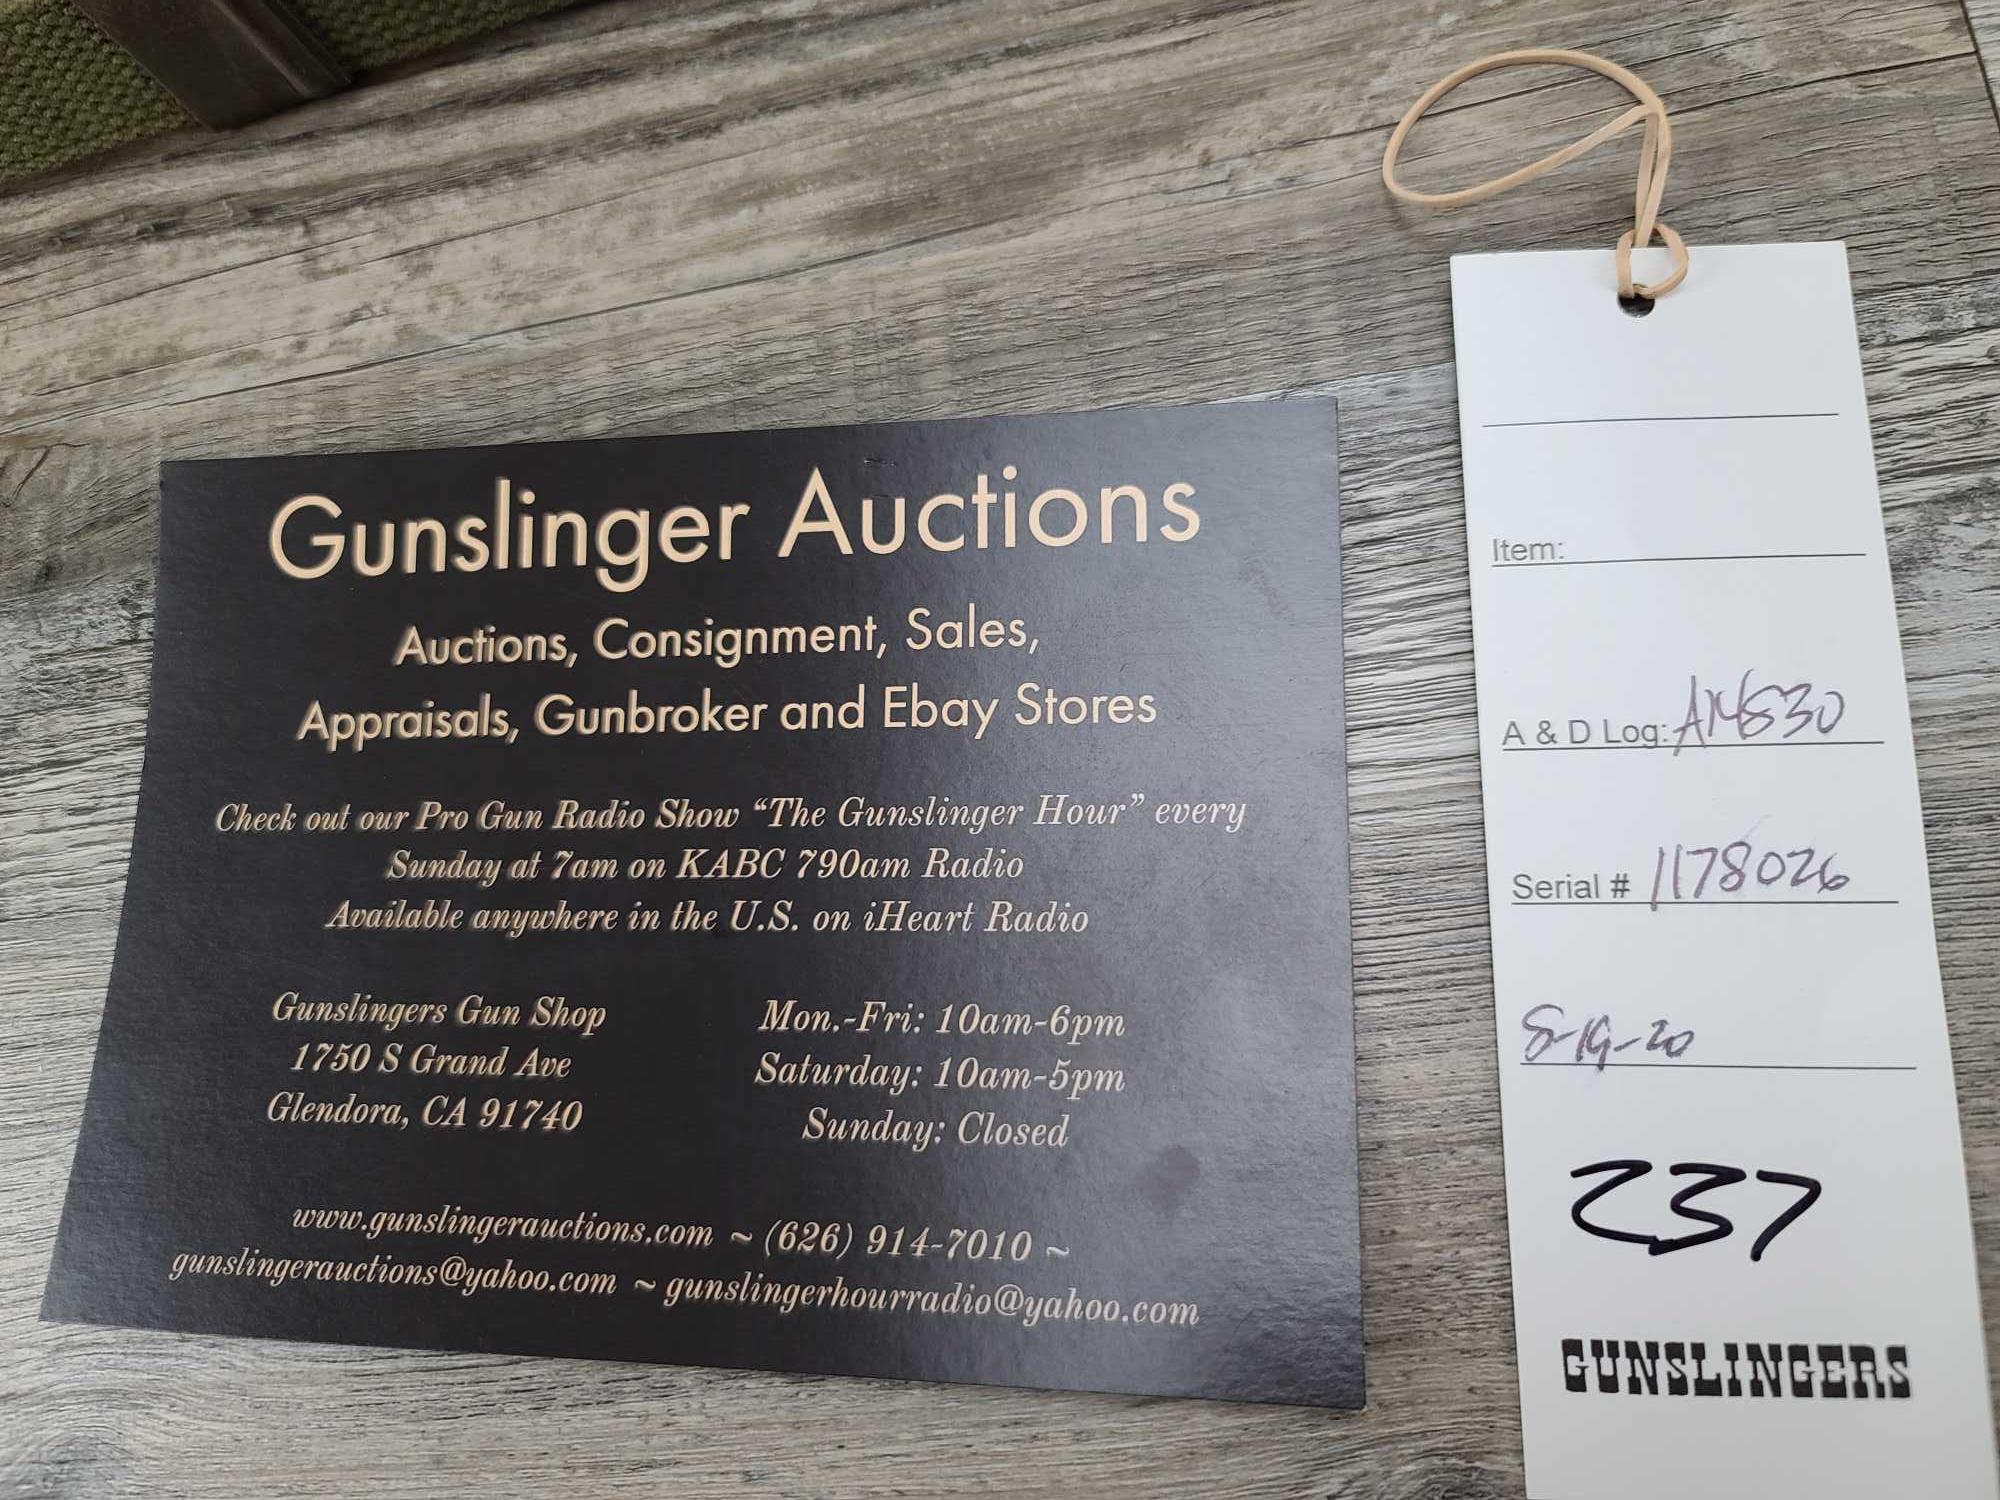 Gunslinger Auctions
Auctions, Consignment, Sales,
Appraisals, Gunbroker and Ebay Stores
Check out our Pro Gun Radio Show “The Gunslinger Hour” every
Sunday at 7am on KABC 790am Radio
Available anywhere in the U.S. on iHeart Radio
Gunslingers Gun Shop
1750 S Grand Ave
Glendora, CA 91740
Mon.-Fri: 10am-6pm
Saturday: 10am-5pm
Sunday: Closed
www.gunslingerauctions.com ~ (626) 914-7010 ~
gunslingerauctions@yahoo.com ~ gunslingerhourradio@yahoo.com
Item:
A & D Log:
Serial # 1178026
8-19-20
237
GUNSLINGERS